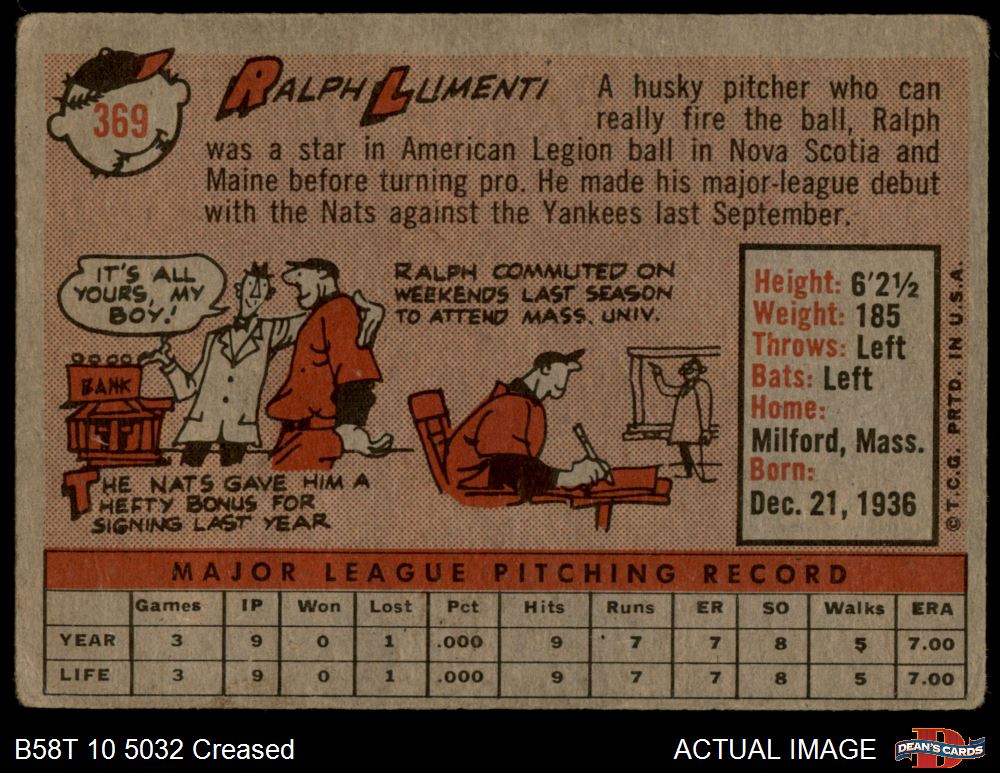 369
RALPH LUMENTI
A husky pitcher who can
really fire the ball, Ralph
was a star in American Legion ball in Nova Scotia and
Maine before turning pro. He made his major-league debut
with the Nats against the Yankees last September.
IT'S ALL
YOURS, MY
BOY!
BANK
THE NATS GAVE HIM A
HEFTY BONUS FOR
SIGNING LAST YEAR
RALPH COMMUTED ON
WEEKENDS LAST SEASON
TO ATTEND MASS. UNIV.
Height: 6'2½
Weight: 185
Throws: Left
Bats: Left
Home:
Milford, Mass.
Born:
Dec. 21, 1936
© T.C.G. PRTD. IN U.S.A.
MAJOR LEAGUE PITCHING RECORD
Games IP Won Lost Pct Hits Runs ER SO Walks ERA
YEAR 3 9 0 1 .000 9 7 7 8 5 7.00
LIFE 3 9 0 1 .000 9 7 7 8 5 7.00
B58T 10 5032 Creased
ACTUAL IMAGE
D
DEAN'S CARDS